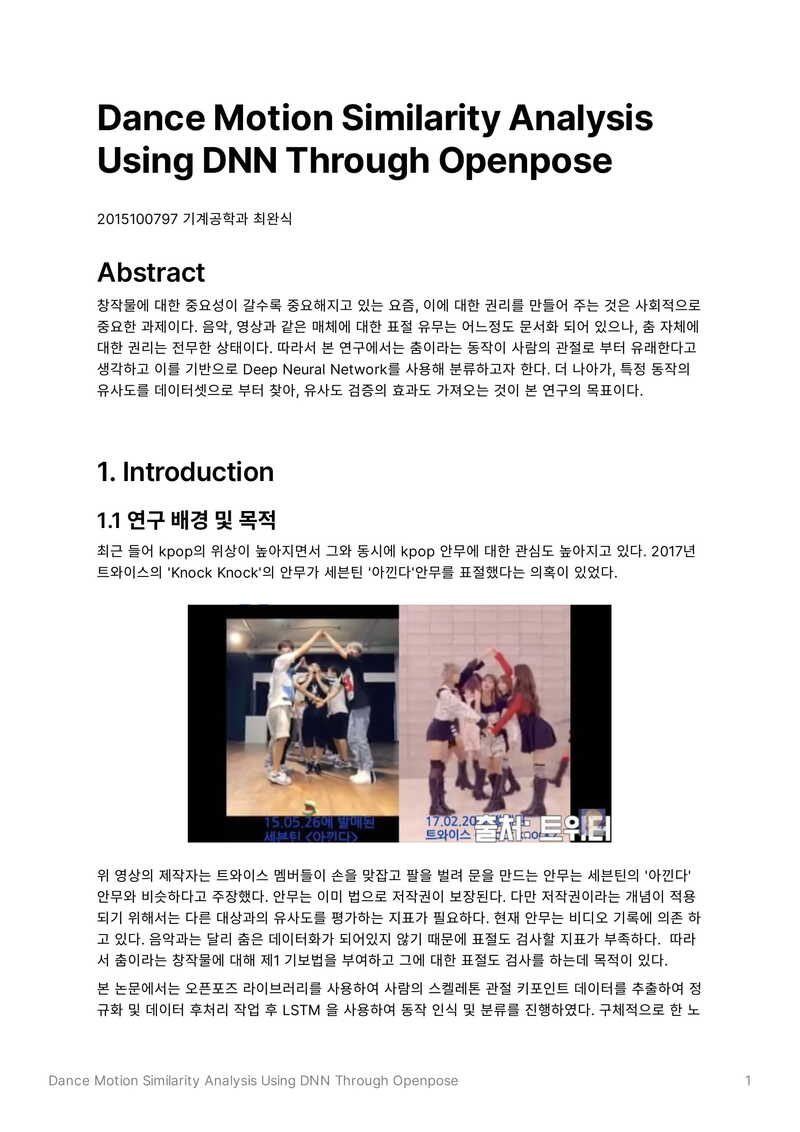 Dance Motion Similarity Analysis
Using DNN Through Openpose
2015100797 기계공학과 최완식
Abstract
창작물에 대한 중요성이 갈수록 중요해지고 있는 요즘, 이에 대한 권리를 만들어 주는 것은 사회적으로
중요한 과제이다. 음악, 영상과 같은 매체에 대한 표절 유무는 어느정도 문서화 되어 있으나, 춤 자체에
대한 권리는 전무한 상태이다. 따라서 본 연구에서는 춤이라는 동작이 사람의 관절로 부터 유래한다고
생각하고 이를 기반으로 Deep Neural Network를 사용해 분류하고자 한다. 더 나아가, 특정 동작의
유사도를 데이터셋으로 부터 찾아, 유사도 검증의 효과도 가져오는 것이 본 연구의 목표이다.
1. Introduction
1.1 연구 배경 및 목적
최근 들어 kpop의 위상이 높아지면서 그와 동시에 kpop 안무에 대한 관심도 높아지고 있다. 2017년
트와이스의 'Knock Knock'의 안무가 세븐틴 '아낀다'안무를 표절했다는 의혹이 있었다.
15.05.26에 발매된
세븐틴 <아낀다>
17.02.20
트와이스
출처: 트위터
위 영상의 제작자는 트와이스 멤버들이 손을 맞잡고 팔을 벌려 문을 만드는 안무는 세븐틴의 '아낀다'
안무와 비슷하다고 주장했다. 안무는 이미 법으로 저작권이 보장된다. 다만 저작권이라는 개념이 적용
되기 위해서는 다른 대상과의 유사도를 평가하는 지표가 필요하다. 현재 안무는 비디오 기록에 의존 하
고 있다. 음악과는 달리 춤은 데이터화가 되어있지 않기 때문에 표절도 검사할 지표가 부족하다. 따라
서 춤이라는 창작물에 대해 제1 기보법을 부여하고 그에 대한 표절도 검사를 하는데 목적이 있다.
본 논문에서는 오픈포즈 라이브러리를 사용하여 사람의 스켈레톤 관절 키포인트 데이터를 추출하여 정
규화 및 데이터 후처리 작업 후 LSTM 을 사용하여 동작 인식 및 분류를 진행하였다. 구체적으로 한 노
Dance Motion Similarity Analysis Using DNN Through Openpose
1